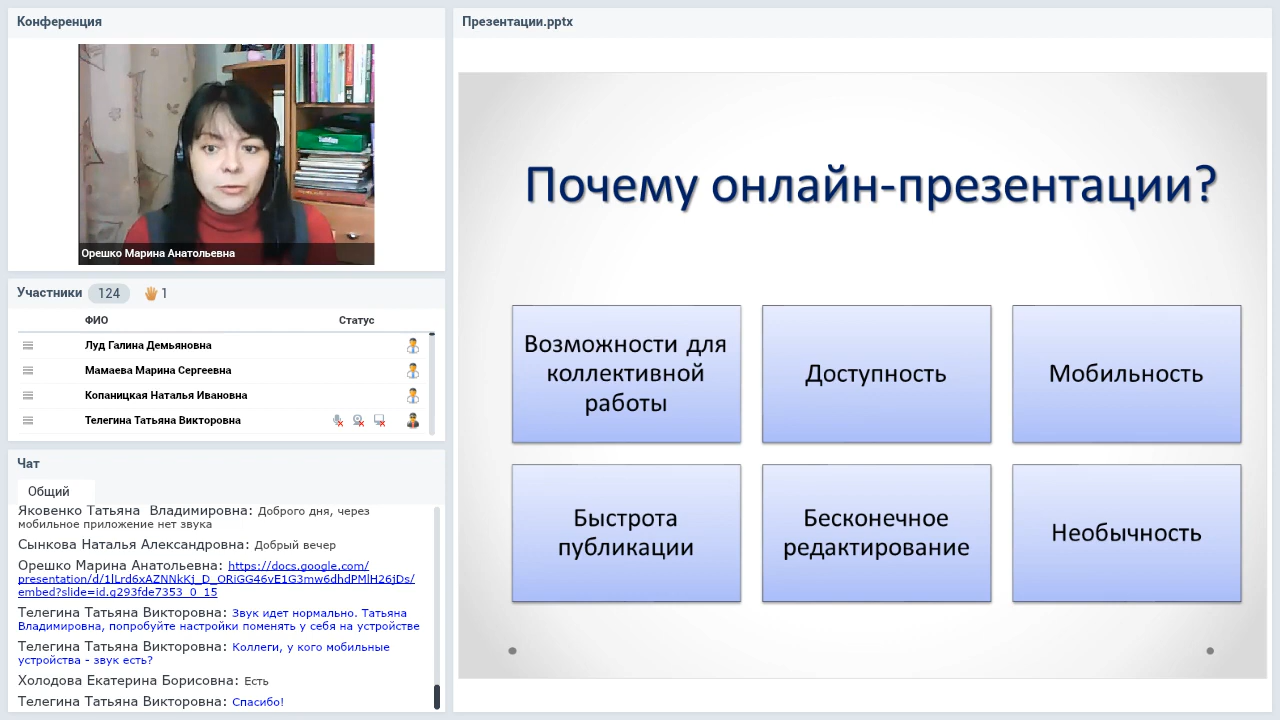 Конференция
Орешко Марина Анатольевна
Участники 124 1
ФИО Статус
Луд Галина Демьяновна
Мамаева Марина Сергеевна
Копаницкая Наталья Ивановна
Телегина Татьяна Викторовна
Чат
Общий
Яковенко Татьяна  Владимировна: Доброго дня, через
мобильное приложение нет звука
Сынкова Наталья Александровна: Добрый вечер
Орешко Марина Анатольевна: https://docs.google.com/
presentation/d/1lLrd6xAZNNkKj_D_ORiGG46vE1G3mw6dhdPMlH26jDs/
embed?slide=id.g293fde7353_0_15
Телегина Татьяна Викторовна: Звук идет нормально. Татьяна
Владимировна, попробуйте настройки поменять у себя на устройстве
Телегина Татьяна Викторовна: Коллеги, у кого мобильные
устройства - звук есть?
Холодова Екатерина Борисовна: Есть
Телегина Татьяна Викторовна: Спасибо!
Презентации.pptx
Почему онлайн-презентации?
Возможности для
коллективной
работы
Доступность
Мобильность
Быстрота
публикации
Бесконечное
редактирование
Необычность